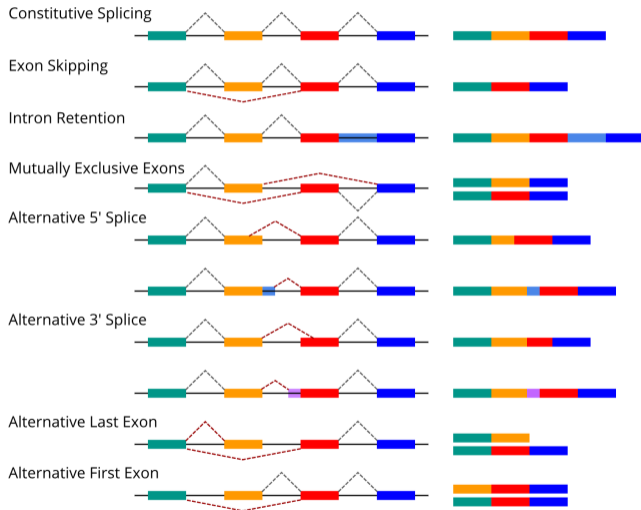 Constitutive Splicing
Exon Skipping
Intron Retention
Mutually Exclusive Exons
Alternative 5' Splice
Alternative 3' Splice
Alternative Last Exon
Alternative First Exon